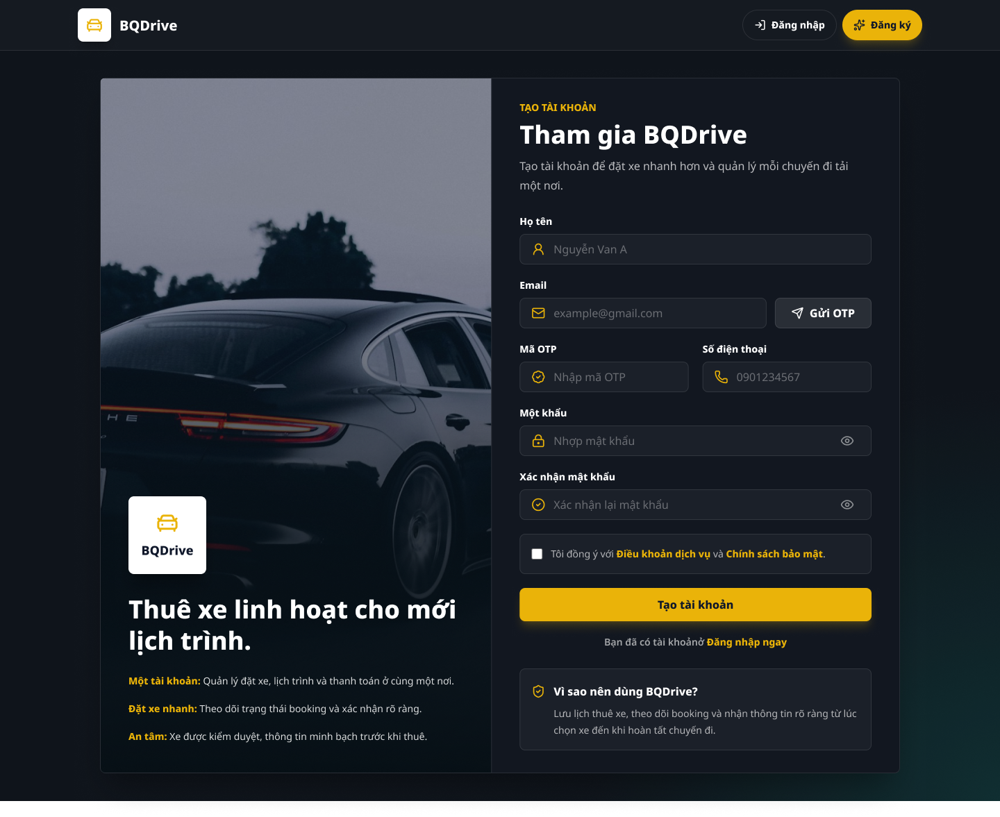 BQDrive
Đăng nhập
Đăng ký
TẠO TÀI KHOẢN
Tham gia BQDrive
Tạo tài khoản để đặt xe nhanh hơn và quản lý mỗi chuyến đi tải
một nơi.
Họ tên
Nguyễn Van A
Email
example@gmail.com
Gửi OTP
Mã OTP
Số điện thoại
Nhập mã OTP
0901234567
Một khẩu
Nhợp mật khẩu
Xác nhận mật khẩu
Xác nhận lại mật khẩu
Tôi đồng ý với Điều khoản dịch vụ và Chính sách bảo mật.
Tạo tài khoản
Bạn đã có tài khoảnở Đăng nhập ngay
Vì sao nên dùng BQDrive?
Lưu lịch thuê xe, theo dõi booking và nhận thông tin rõ ràng từ lúc
chọn xe đến khi hoàn tất chuyến đi.
H E
BQDrive
Thuê xe linh hoạt cho mới
lịch trình.
Một tài khoản: Quản lý đặt xe, lịch trình và thanh toán ở cùng một nơi.
Đặt xe nhanh: Theo dõi trạng thái booking và xác nhận rõ ràng.
An tâm: Xe được kiểm duyệt, thông tin minh bạch trước khi thuê.